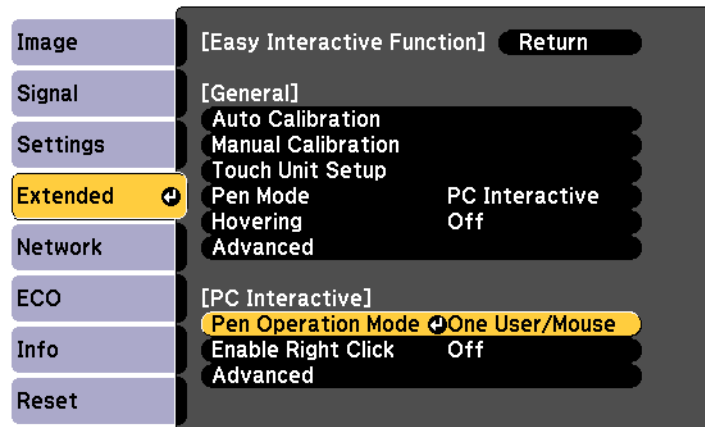 Image
Signal
Settings
Extended
Network
ECO
Info
Reset
[Easy Interactive Function] Return
[General]
Auto Calibration
Manual Calibration
Touch Unit Setup
Pen Mode PC Interactive
Hovering Off
Advanced
[PC Interactive]
Pen Operation Mode One User/Mouse
Enable Right Click Off
Advanced